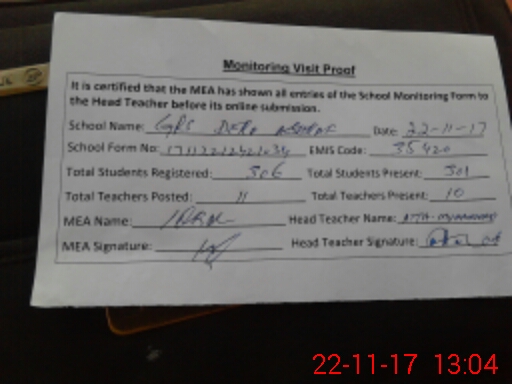 Monitoring Visit Proof
It is certified that the MEA has shown all entries of the School Monitoring Form to
the Head Teacher before its online submission.
School Name: GPS Date: 22-11-17
School Form No: EMIS Code: 35420
Total Students Registered: 306 Total Students Present: 301
Total Teachers Posted: 11 Total Teachers Present: 10
MEA Name: Head Teacher Name:
MEA Signature: Head Teacher Signature:
22-11-17 13:04